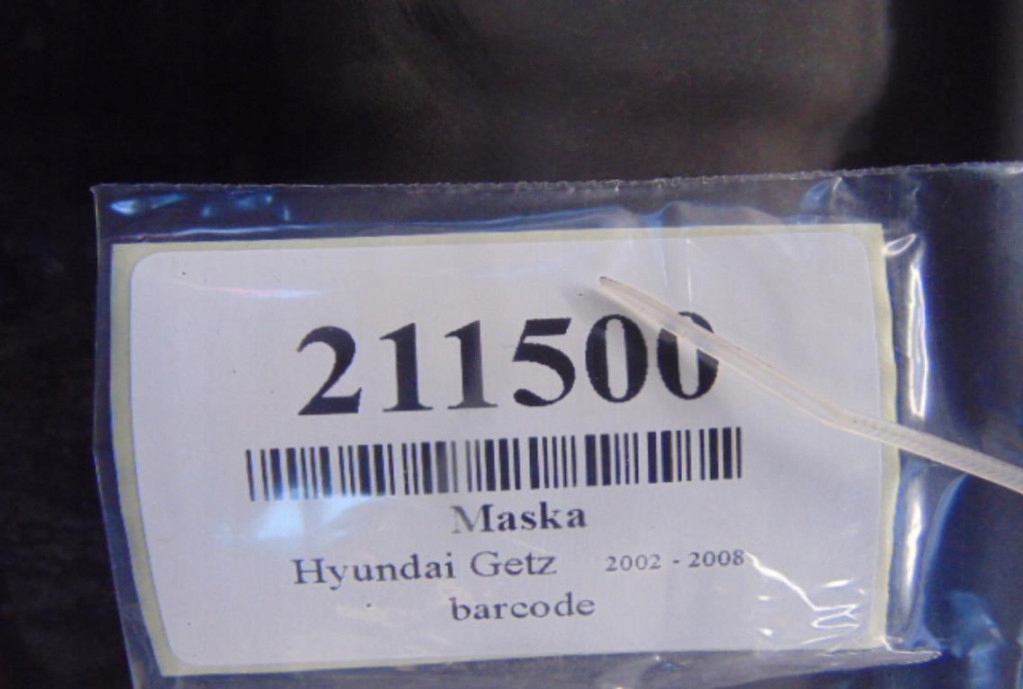 211500
Maska
Hyundai Getz 2002 - 2008
barcode